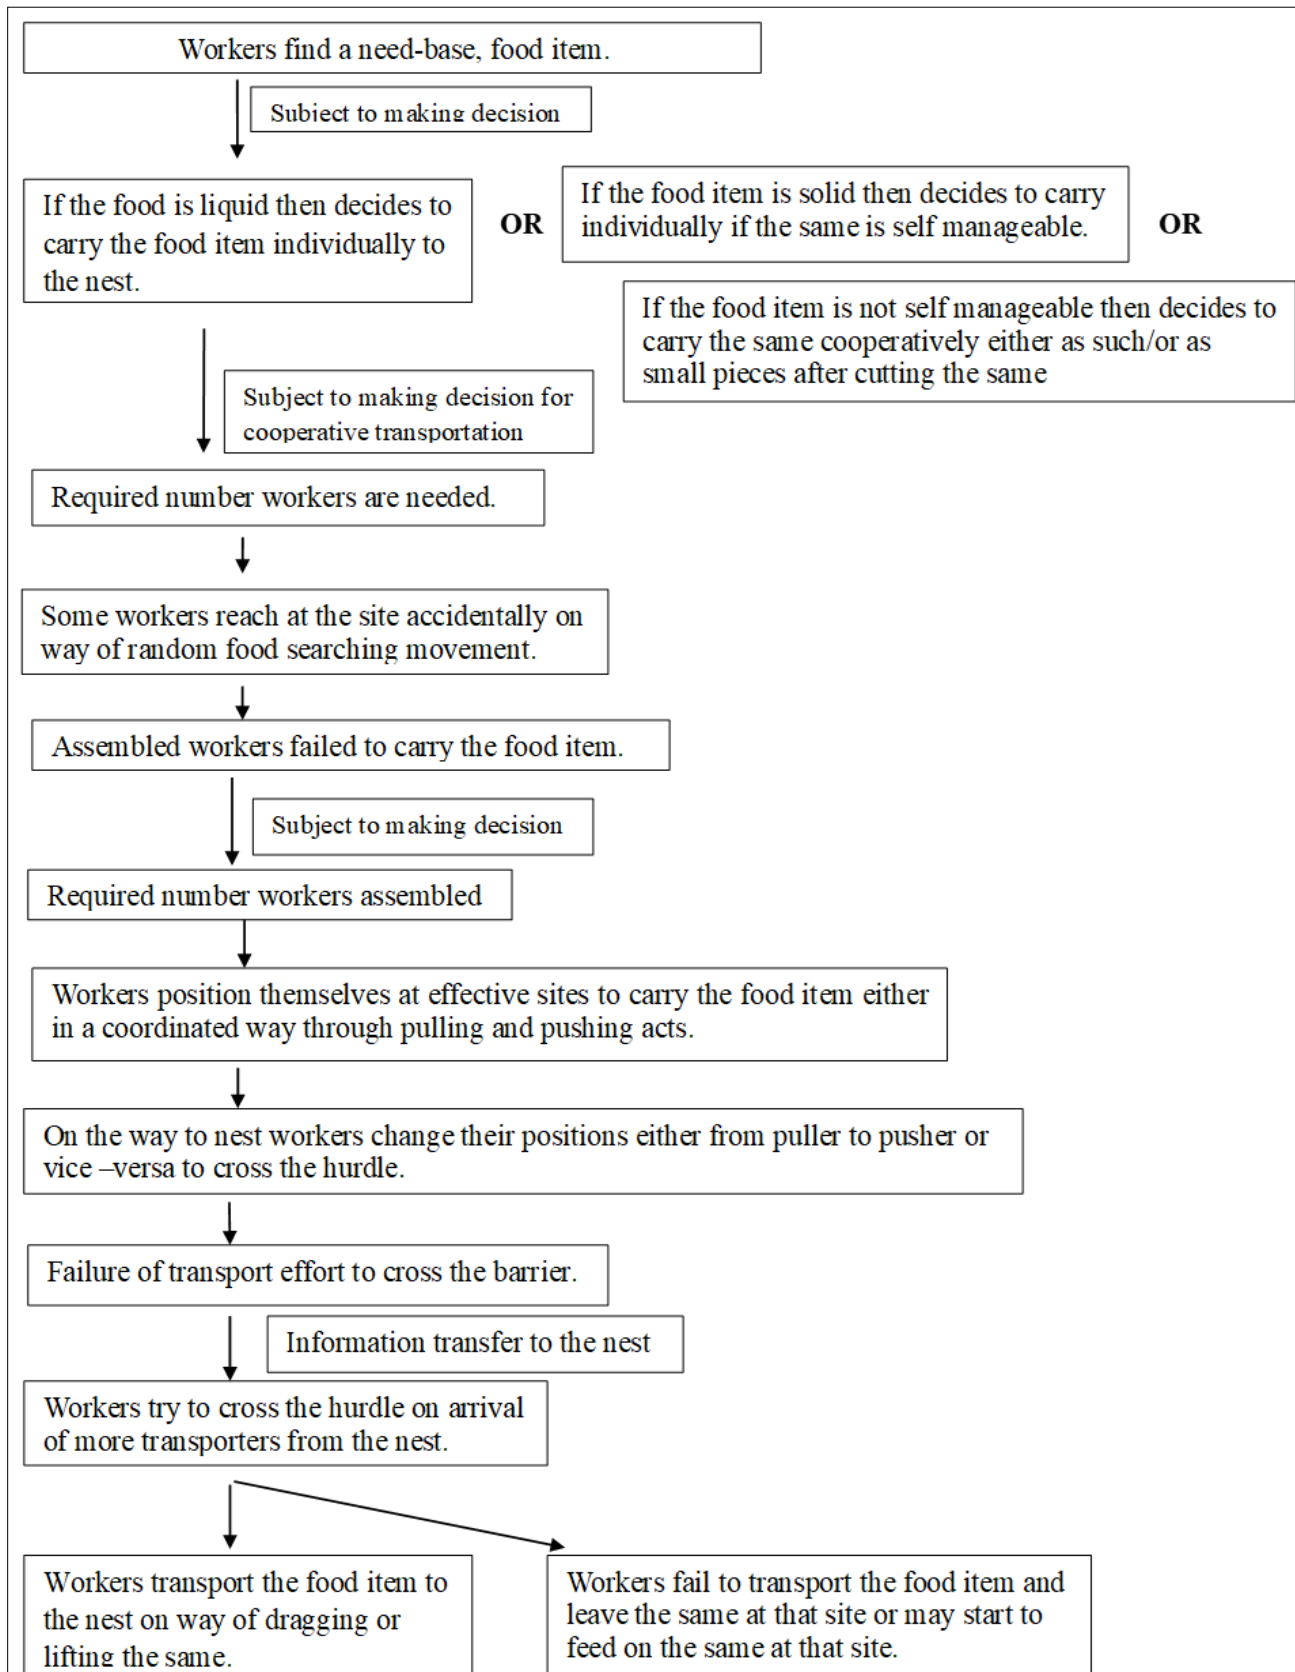 Workers find a need-base, food item.
Subject to making decision
If the food is liquid then decides to
carry the food item individually to
the nest.
OR
If the food item is solid then decides to carry
individually if the same is self manageable.
OR
If the food item is not self manageable then decides to
carry the same cooperatively either as such/or as
small pieces after cutting the same
Subject to making decision for
cooperative transportation
Required number workers are needed.
Some workers reach at the site accidentally on
way of random food searching movement.
Assembled workers failed to carry the food item.
Subject to making decision
Required number workers assembled
Workers position themselves at effective sites to carry the food item either
in a coordinated way through pulling and pushing acts.
On the way to nest workers change their positions either from puller to pusher or
vice –versa to cross the hurdle.
Failure of transport effort to cross the barrier.
Information transfer to the nest
Workers try to cross the hurdle on arrival
of more transporters from the nest.
Workers transport the food item to
the nest on way of dragging or
lifting the same.
Workers fail to transport the food item and
leave the same at that site or may start to
feed on the same at that site.